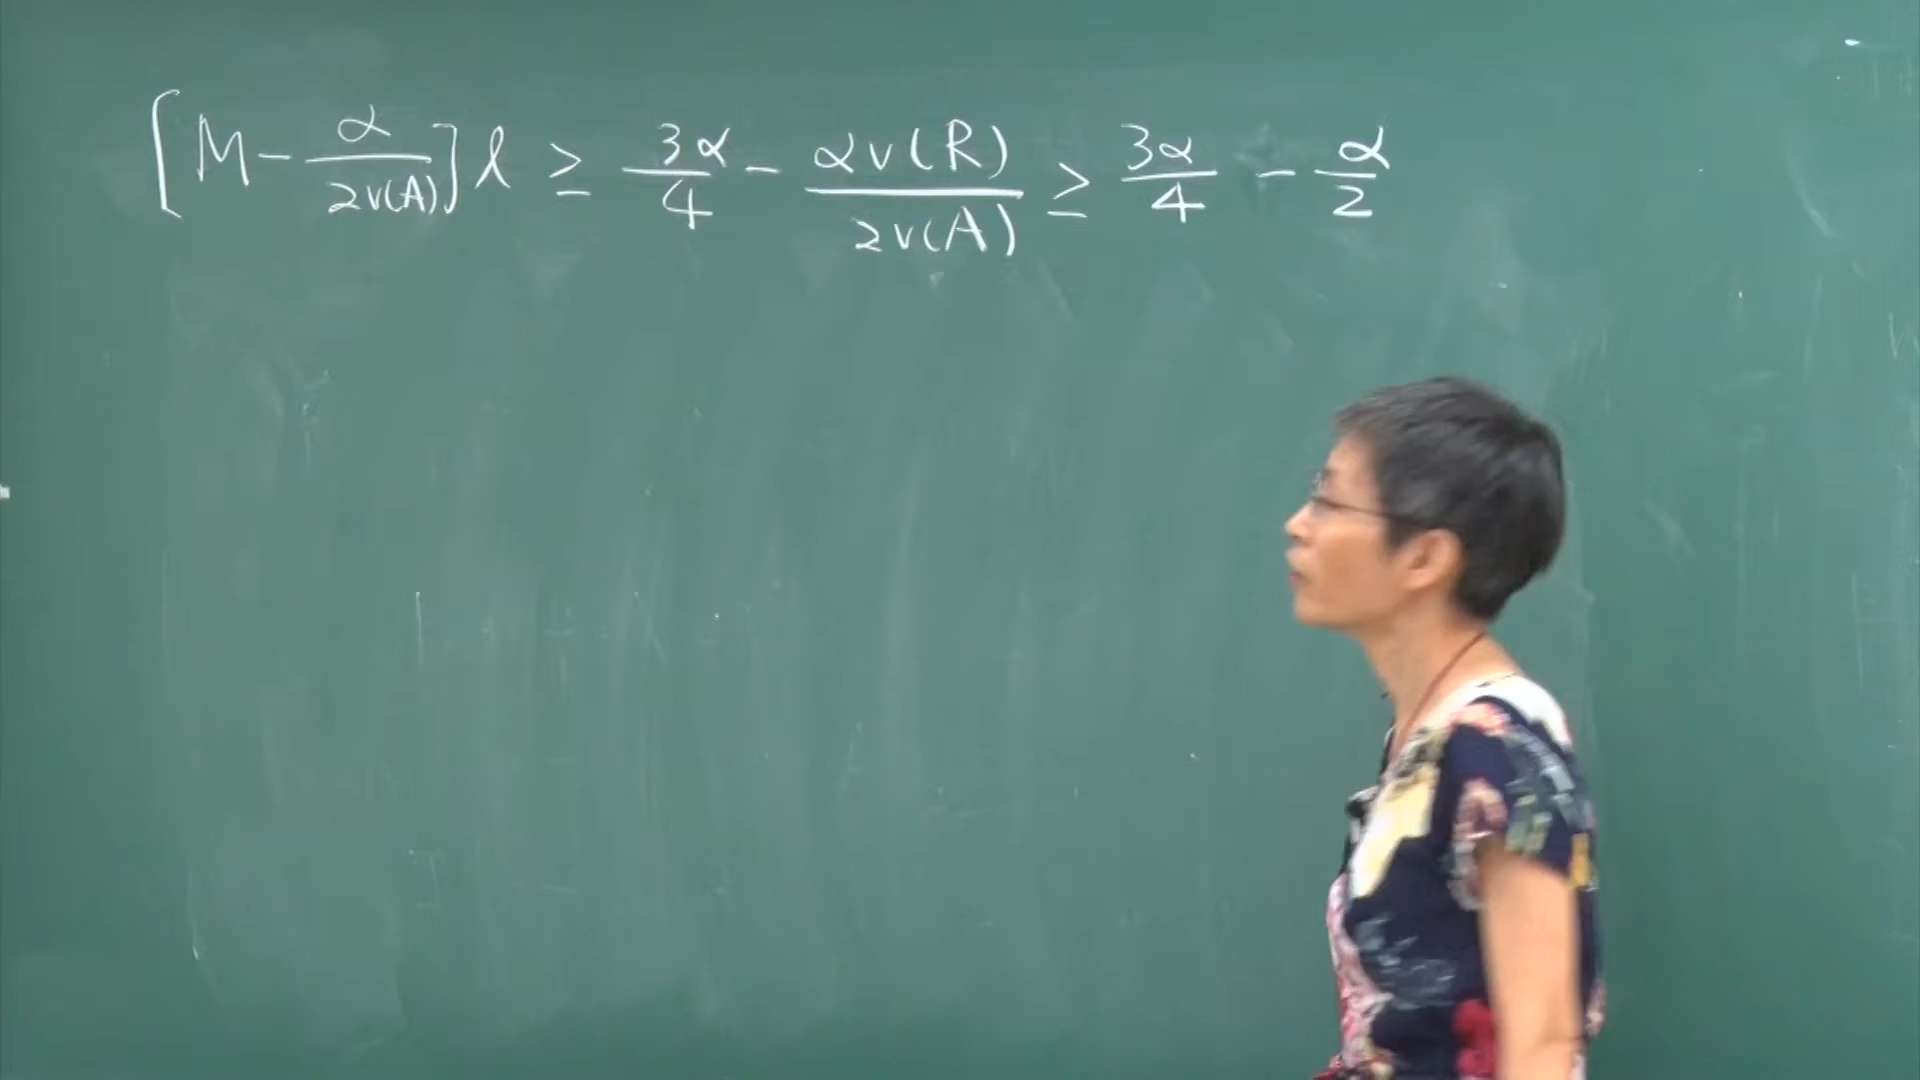 [M - α/2v(A)] l ≥ 3α/4 - αv(R)/2v(A) ≥ 3α/4 - α/2